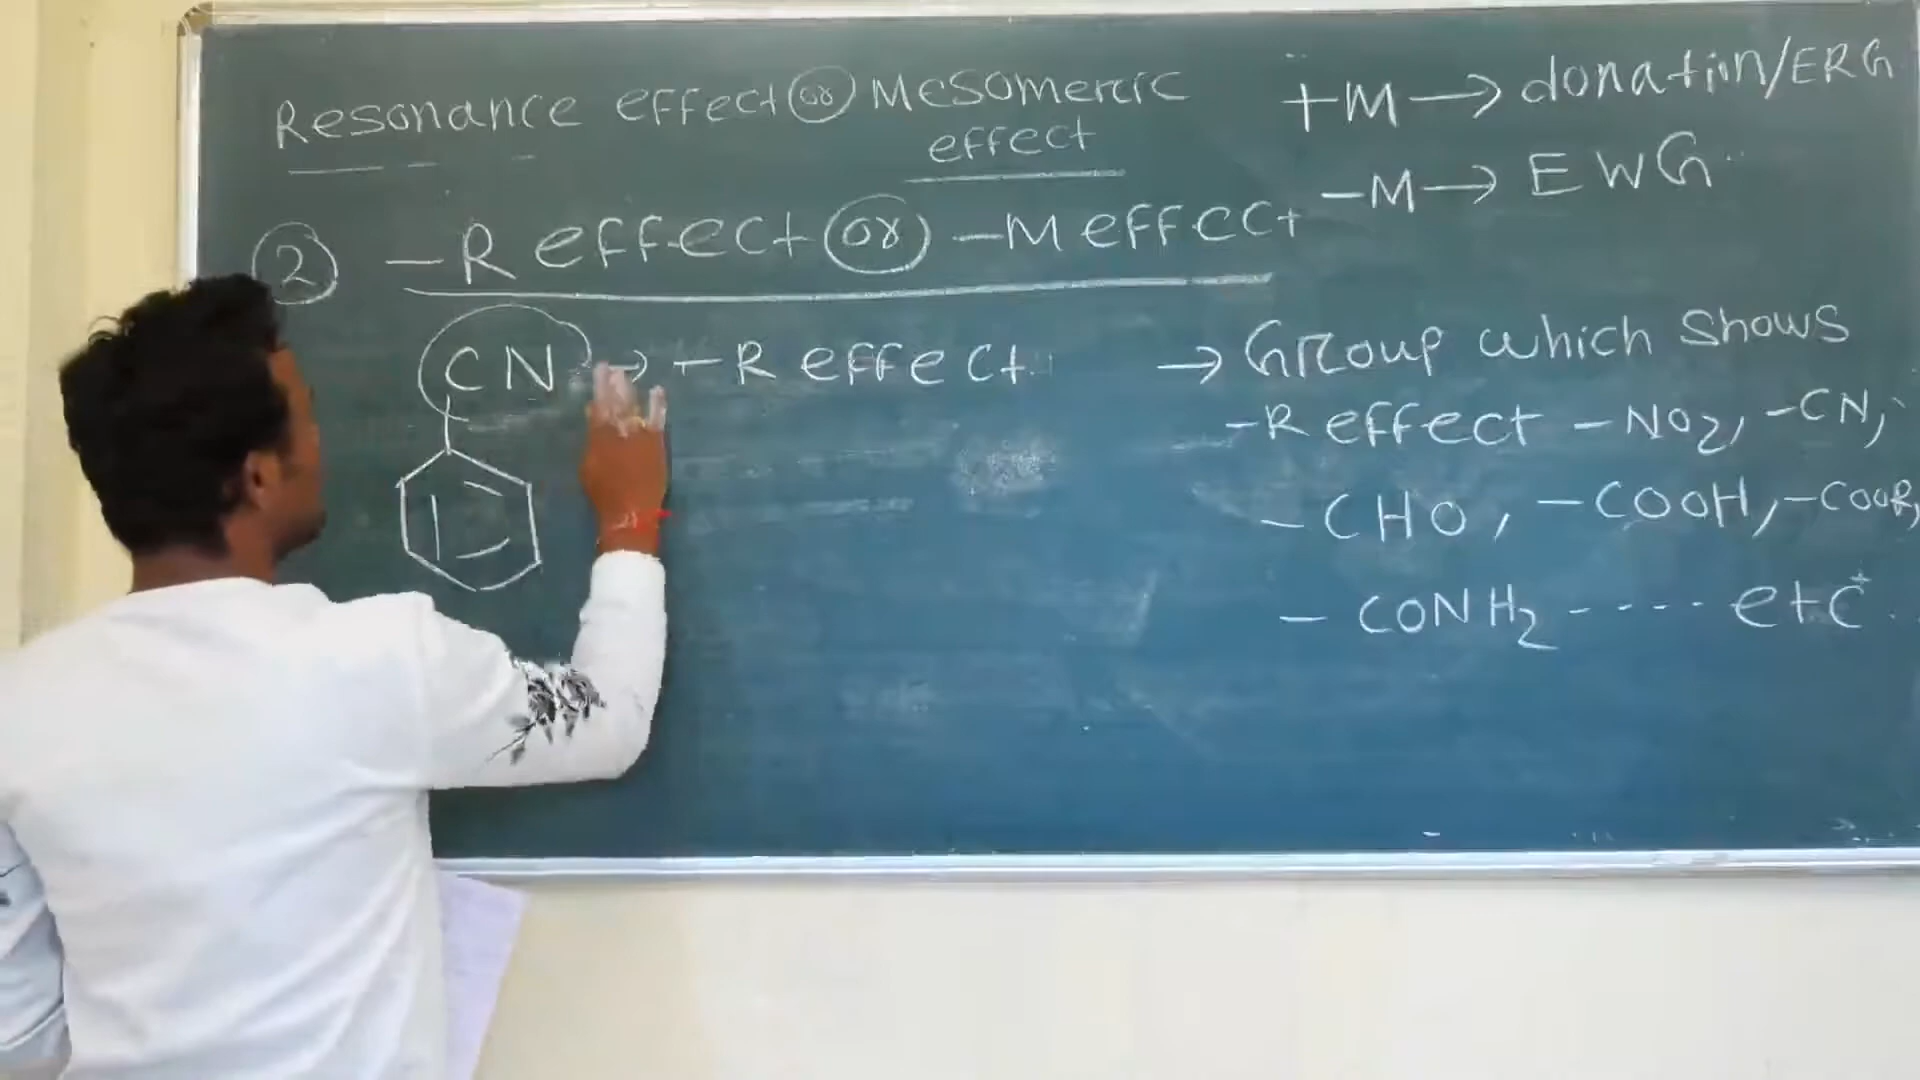 Resonance effect or Mesomeric
effect
+M → donation/ERG
-M → EWG
2 -R effect or -M effect
CN → -R effect
→ Group which shows
-R effect -NO2, -CN,
-CHO, -COOH, -COOR,
-CONH2 ---- etc